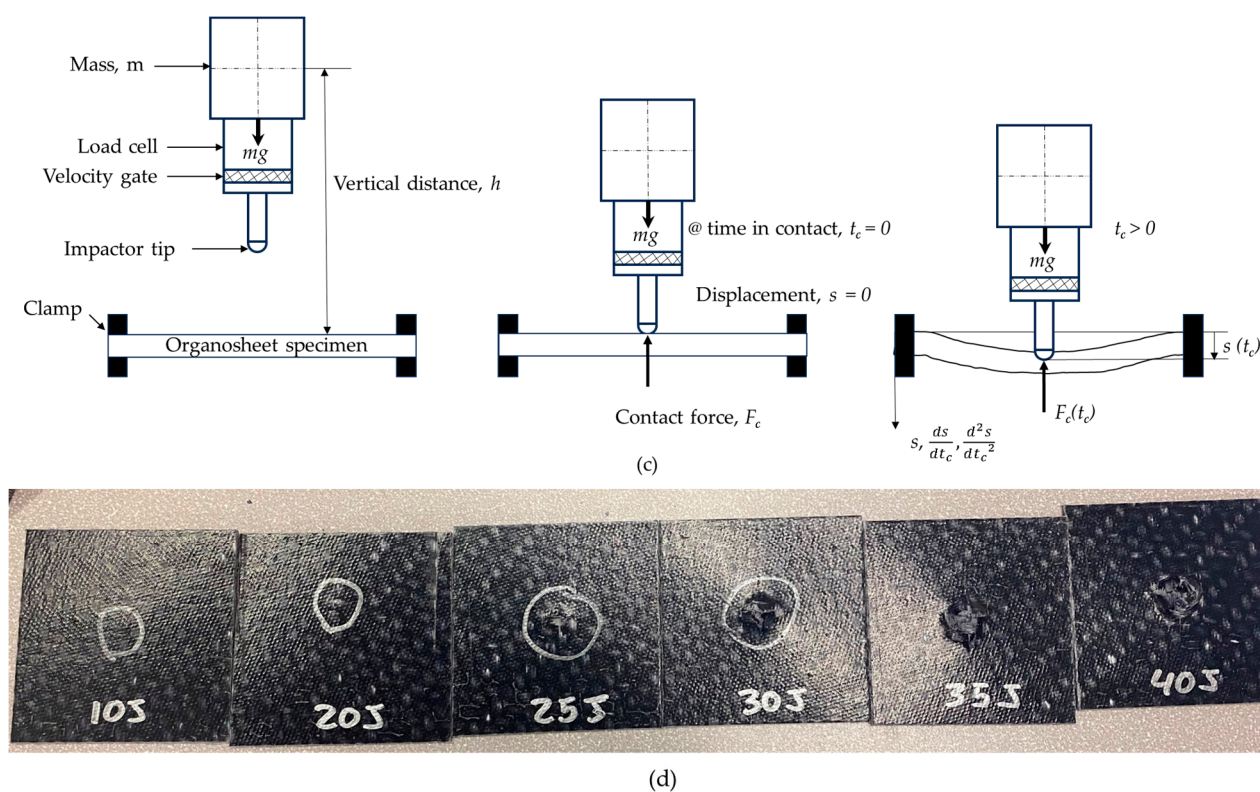 Mass, m
Load cell
mg
Velocity gate
Vertical distance, h
Impactor tip
Clamp
Organosheet specimen
mg
@ time in contact, t_c = 0
Displacement, s = 0
Contact force, F_c
t_c > 0
mg
s (t_c)
F_c(t_c)
s, ds/dt_c, d²s/dt_c²
(c)
10J
20J
25J
30J
35J
40J
(d)